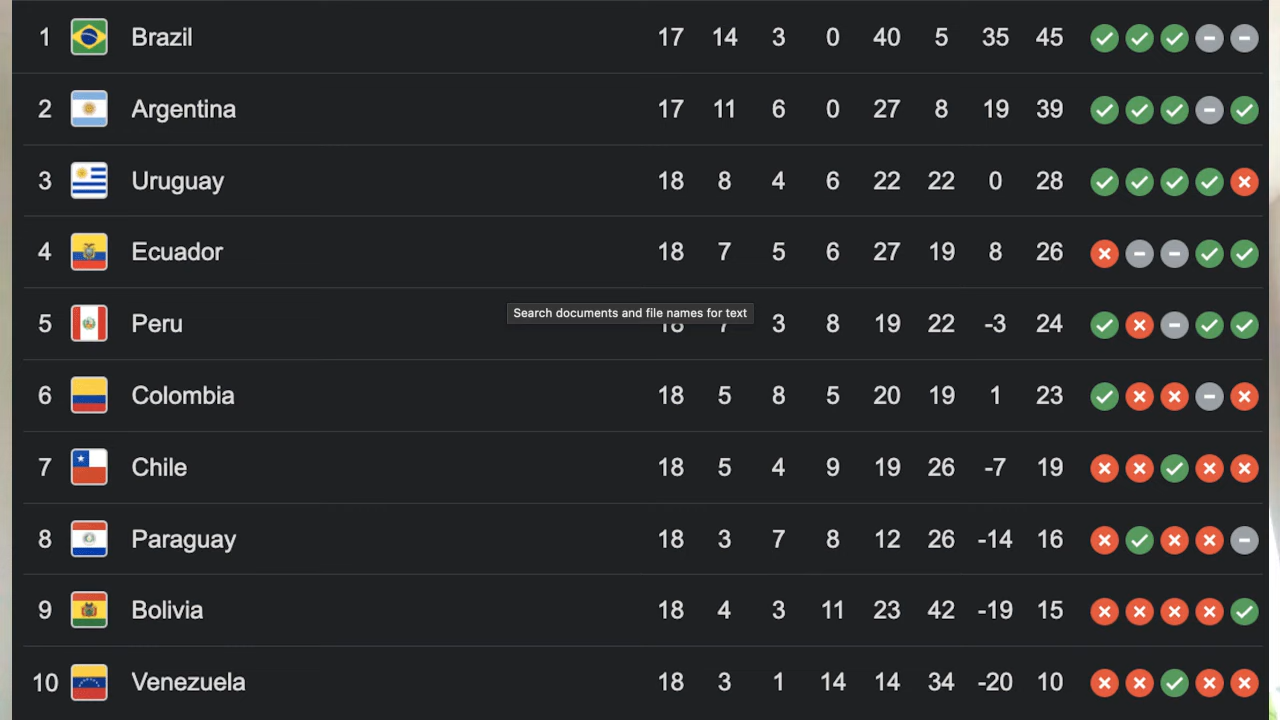 1 Brazil 17 14 3 0 40 5 35 45
2 Argentina 17 11 6 0 27 8 19 39
3 Uruguay 18 8 4 6 22 22 0 28
4 Ecuador 18 7 5 6 27 19 8 26
Search documents and file names for text
5 Peru 18 7 3 8 19 22 -3 24
6 Colombia 18 5 8 5 20 19 1 23
7 Chile 18 5 4 9 19 26 -7 19
8 Paraguay 18 3 7 8 12 26 -14 16
9 Bolivia 18 4 3 11 23 42 -19 15
10 Venezuela 18 3 1 14 14 34 -20 10